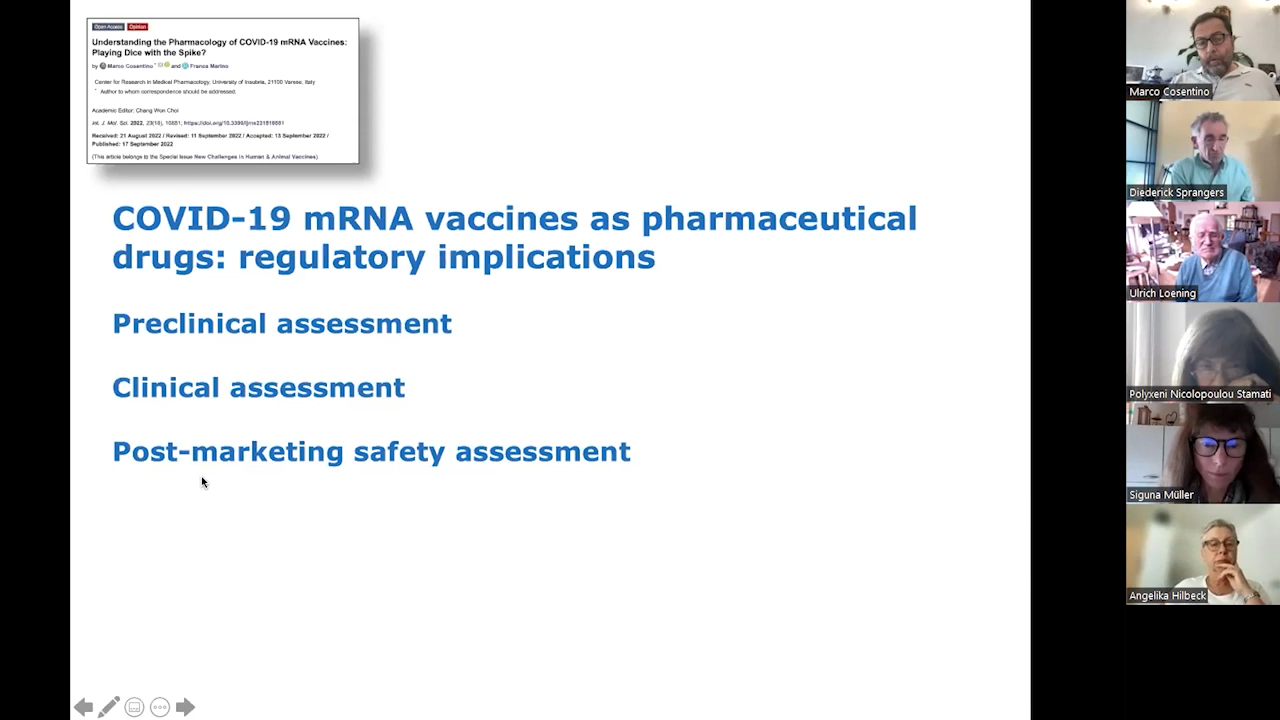 Open Access Opinion
Understanding the Pharmacology of COVID-19 mRNA Vaccines:
Playing Dice with the Spike?
by Marco Cosentino * and Franca Marino
Center for Research in Medical Pharmacology, University of Insubria, 21100 Varese, Italy
* Author to whom correspondence should be addressed.
Academic Editor: Chang Won Choi
Int. J. Mol. Sci. 2022, 23(18), 10881; https://doi.org/10.3390/ijms231810881
Received: 21 August 2022 / Revised: 11 September 2022 / Accepted: 13 September 2022 /
Published: 17 September 2022
(This article belongs to the Special Issue New Challenges in Human & Animal Vaccines)
COVID-19 mRNA vaccines as pharmaceutical
drugs: regulatory implications
Preclinical assessment
Clinical assessment
Post-marketing safety assessment
Marco Cosentino
Diederick Sprangers
Ulrich Loening
Polyxeni Nicolopoulou Stamati
Siguna Müller
Angelika Hilbeck